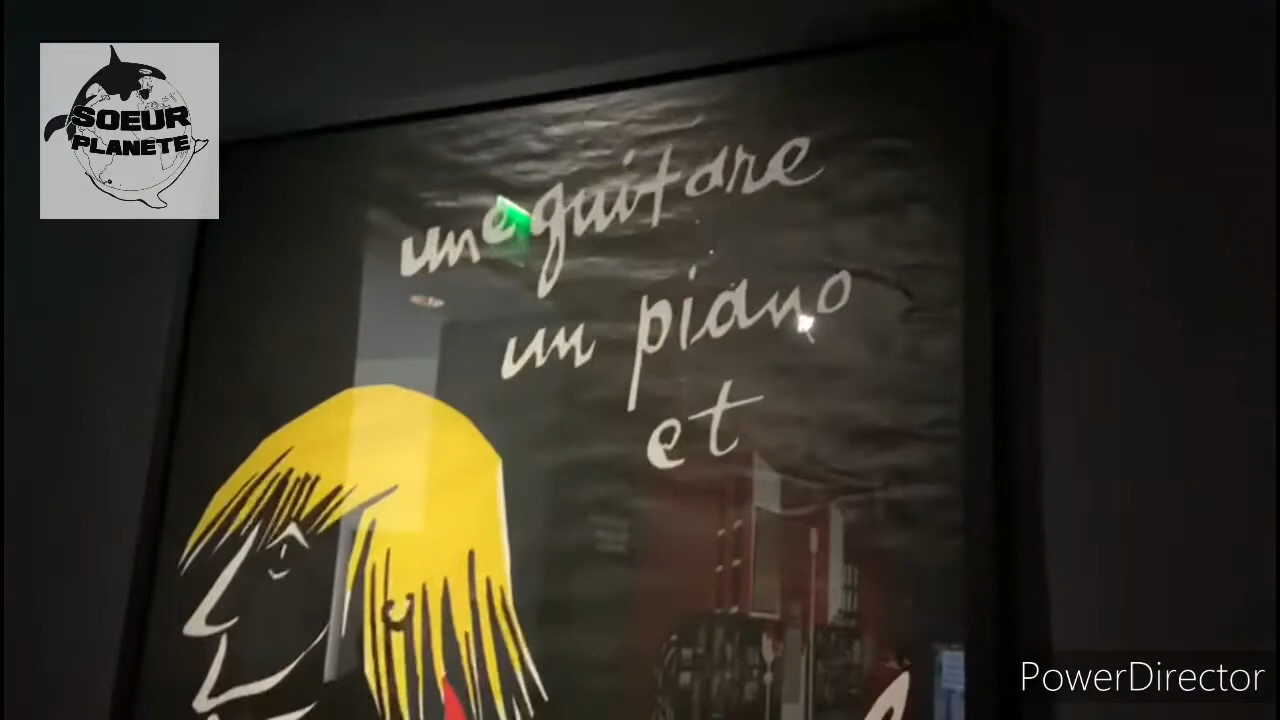 SOEUR
PLANETE
une guitare
un piano
et
PowerDirector